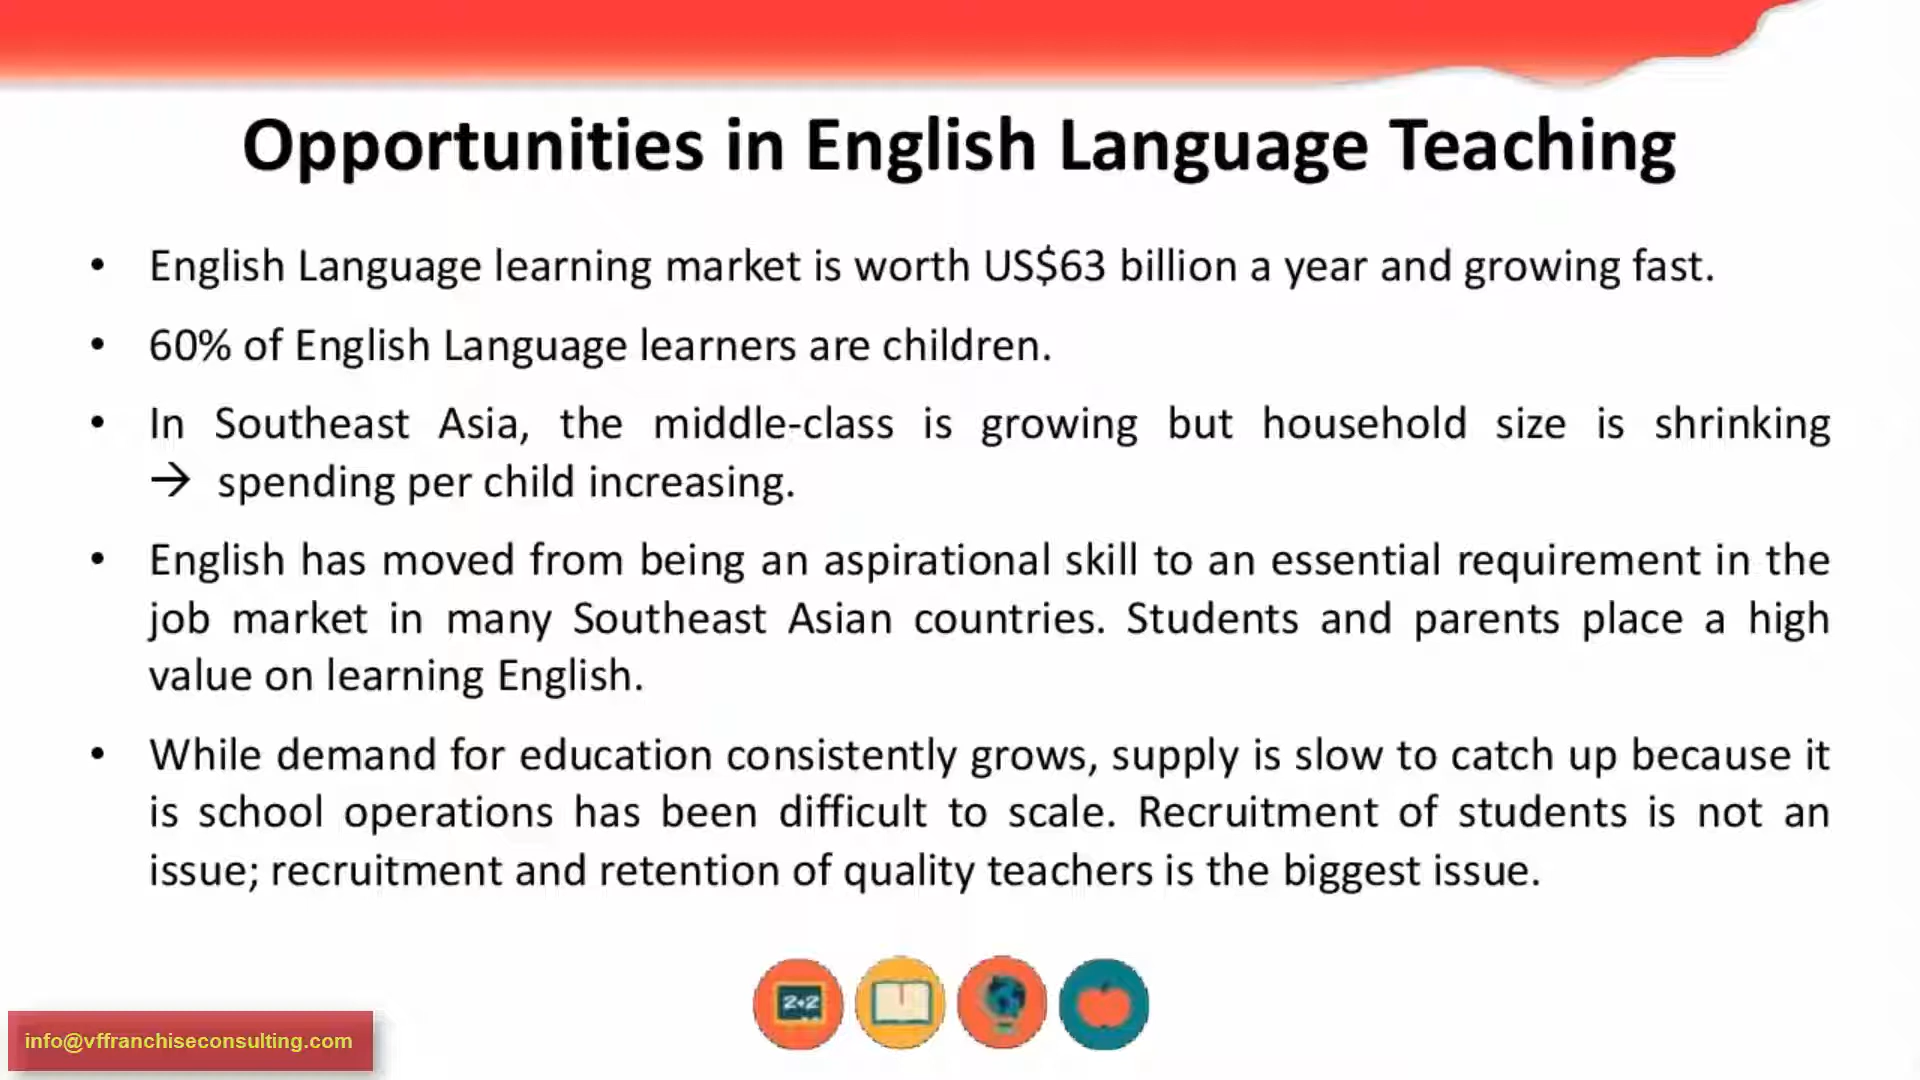 Opportunities in English Language Teaching
• English Language learning market is worth US$63 billion a year and growing fast.
• 60% of English Language learners are children.
• In Southeast Asia, the middle-class is growing but household size is shrinking
→ spending per child increasing.
• English has moved from being an aspirational skill to an essential requirement in the
job market in many Southeast Asian countries. Students and parents place a high
value on learning English.
• While demand for education consistently grows, supply is slow to catch up because it
is school operations has been difficult to scale. Recruitment of students is not an
issue; recruitment and retention of quality teachers is the biggest issue.
2+2
info@vffranchiseconsulting.com